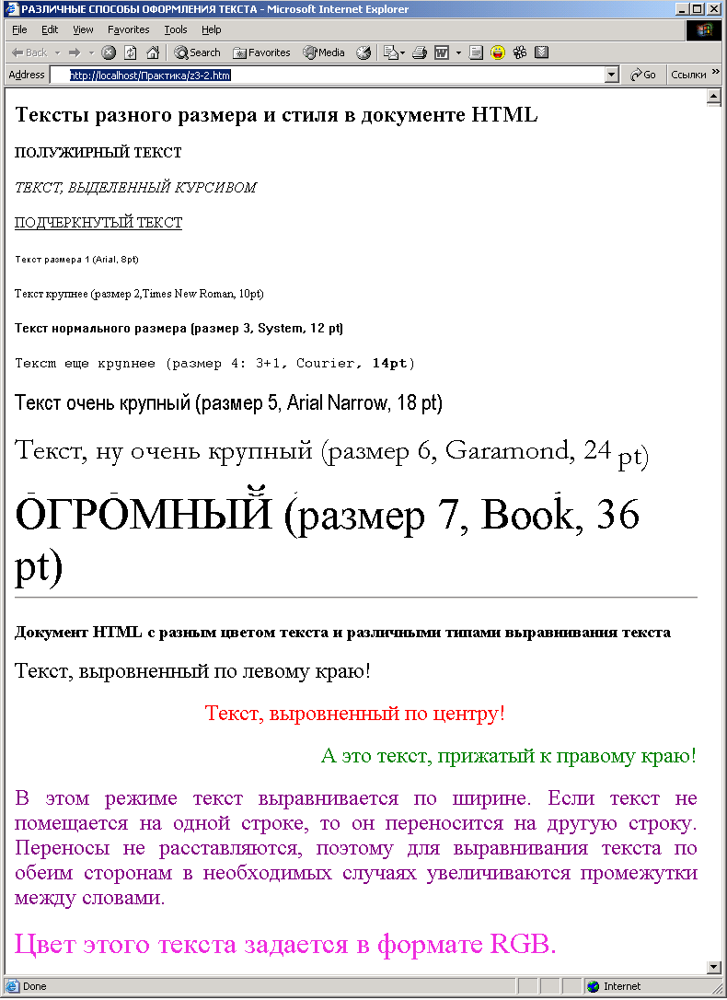 РАЗЛИЧНЫЕ СПОСОБЫ ОФОРМЛЕНИЯ ТЕКСТА - Microsoft Internet Explorer
File Edit View Favorites Tools Help
Back Search Favorites Media
Address http://localhost/Практика/z3-2.htm Go Ссылки »
Тексты разного размера и стиля в документе HTML
ПОЛУЖИРНЫЙ ТЕКСТ
ТЕКСТ, ВЫДЕЛЕННЫЙ КУРСИВОМ
ПОДЧЕРКНУТЫЙ ТЕКСТ
Текст размера 1 (Arial, 8pt)
Текст крупнее (размер 2,Times New Roman, 10pt)
Текст нормального размера (размер 3, System, 12 pt)
Текст еще крупнее (размер 4: 3+1, Courier, 14pt)
Текст очень крупный (размер 5, Arial Narrow, 18 pt)
Текст, ну очень крупный (размер 6, Garamond, 24 pt)
ОГРОМНЫЙ (размер 7, Book, 36
pt)
Документ HTML с разным цветом текста и различными типами выравнивания текста
Текст, выровненный по левому краю!
Текст, выровненный по центру!
А это текст, прижатый к правому краю!
В этом режиме текст выравнивается по ширине. Если текст не
помещается на одной строке, то он переносится на другую строку.
Переносы не расставляются, поэтому для выравнивания текста по
обеим сторонам в необходимых случаях увеличиваются промежутки
между словами.
Цвет этого текста задается в формате RGB.
Done Internet